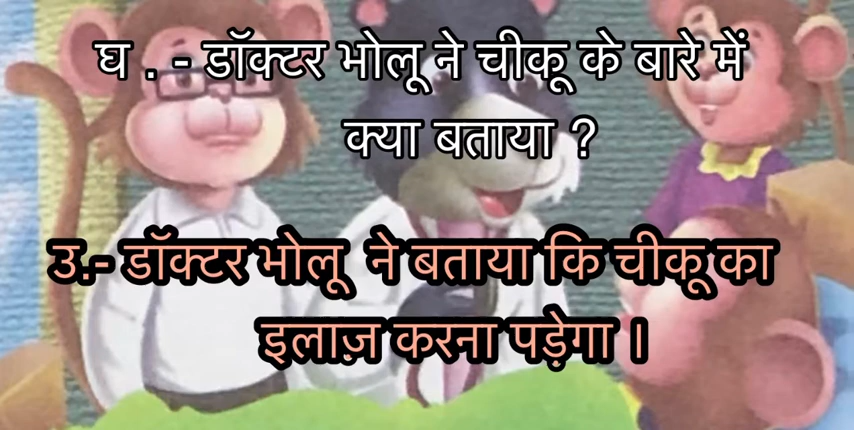 घ . - डॉक्टर भोलू ने चीकू के बारे में
क्या बताया ?
उ.- डॉक्टर भोलू ने बताया कि चीकू का
इलाज़ करना पड़ेगा ।